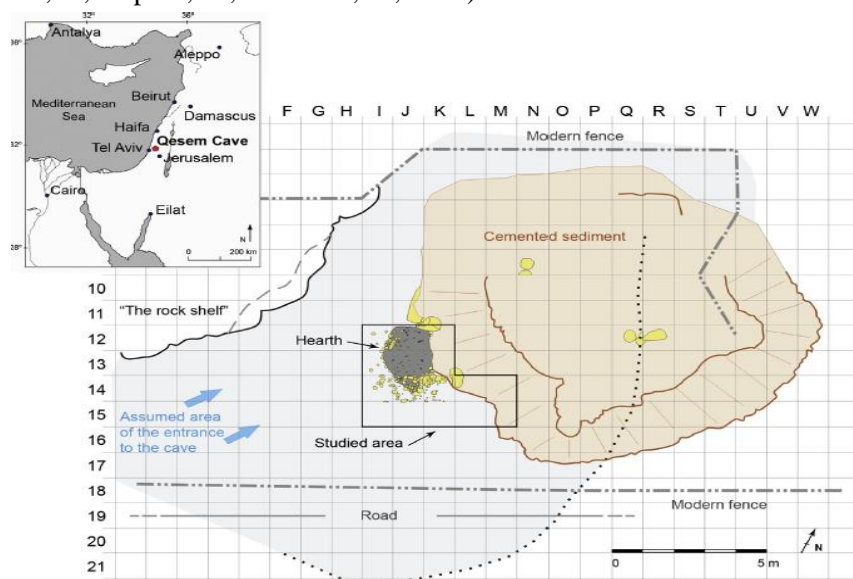 Antalya
36°
36°
Aleppo
Mediterranean
Sea
Beirut
Damascus
Haifa
Qesem Cave
Tel Aviv
Jerusalem
32°
Cairo
Eilat
28°
N
0 200 km
F G H I J K L M N O P Q R S T U V W
Modern fence
Cemented sediment
10
"The rock shelf"
11
Hearth
12
13
14
Assumed area
of the entrance
to the cave
15
Studied area
16
17
18
Modern fence
19
Road
20
N
0 5 m
21